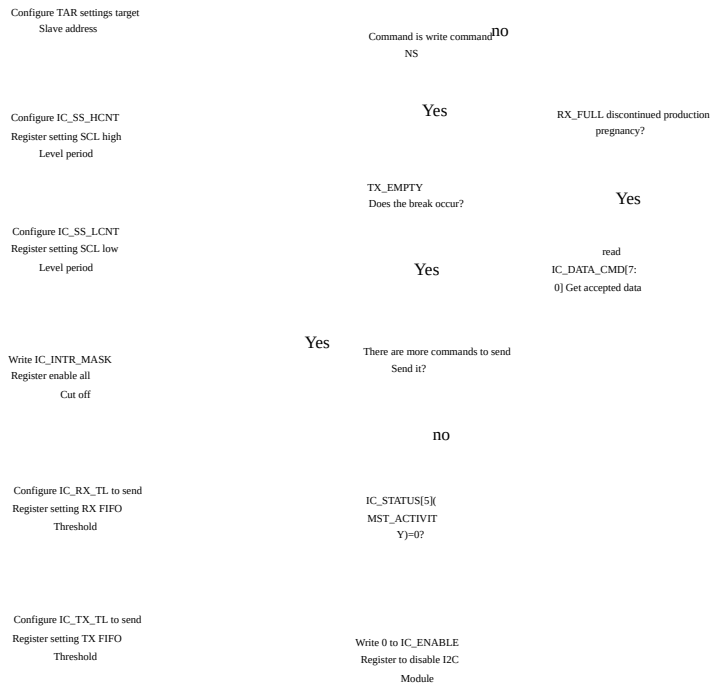 Configure TAR settings target
Slave address
Configure IC_SS_HCNT
Register setting SCL high
Level period
Configure IC_SS_LCNT
Register setting SCL low
Level period
Write IC_INTR_MASK
Register enable all
Cut off
Configure IC_RX_TL to send
Register setting RX FIFO
Threshold
Configure IC_TX_TL to send
Register setting TX FIFO
Threshold
Command is write command
NS
no
Yes
TX_EMPTY
Does the break occur?
Yes
Yes
There are more commands to send
Send it?
no
IC_STATUS[5](
MST_ACTIVIT
Y)=0?
Write 0 to IC_ENABLE
Register to disable I2C
Module
RX_FULL discontinued production
pregnancy?
Yes
read
IC_DATA_CMD[7:
0] Get accepted data